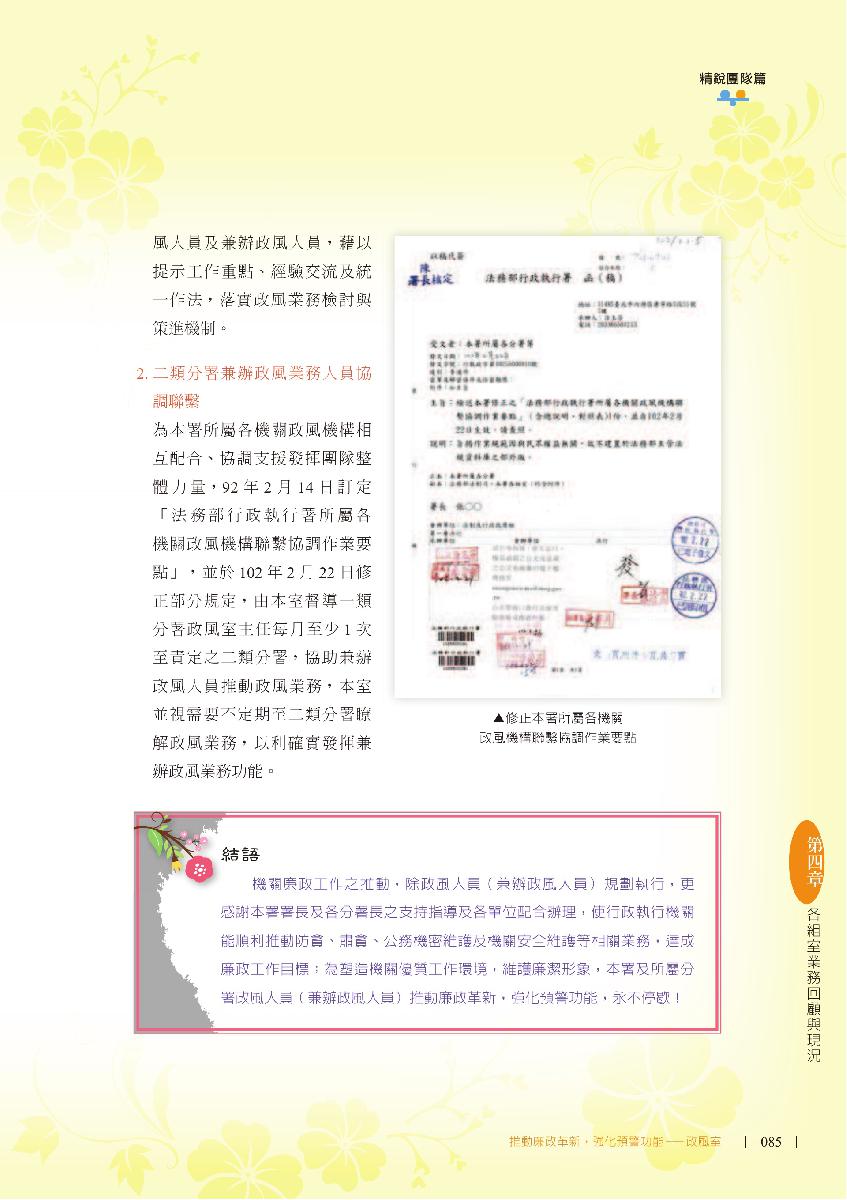 精銳團隊篇
風人員及兼辦政風人員，藉以
提示工作重點、經驗交流及統
一作法，落實政風業務檢討與
策進機制。
2. 二類分署兼辦政風業務人員協
調聯繫
為本署所屬各機關政風機構相
互配合、協調支援發揮團隊整
體力量，92 年 2 月 14 日訂定
「法務部行政執行署所屬各
機關政風機構聯繫協調作業要
點」，並於 102 年 2 月 22 日修
正部分規定，由本室督導一類
分署政風室主任每月至少 1 次
至責定之二類分署，協助兼辦
政風人員推動政風業務，本室
並視需要不定期至二類分署瞭
解政風業務，以利確實發揮兼
辦政風業務功能。
以稿代簽
陳
署長核定
法務部行政執行署　函（稿）
受文者：本署所屬各分署等
主旨：檢送本署修正之「法務部行政執行署所屬各機關政風機構聯
繫協調作業要點」（含總說明、對照表）1份，並自102年2月
22日生效，請查照。
署長　張○○
▲修正本署所屬各機關
政風機構聯繫協調作業要點
結語
機關廉政工作之推動，除政風人員（兼辦政風人員）規劃執行，更
感謝本署署長及各分署長之支持指導及各單位配合辦理，使行政執行機關
能順利推動防貪、肅貪、公務機密維護及機關安全維護等相關業務，達成
廉政工作目標；為塑造機關優質工作環境，維護廉潔形象，本署及所屬分
署政風人員（兼辦政風人員）推動廉政革新，強化預警功能，永不停歇！
第四章
各組室業務回顧與現況
推動廉政革新，強化預警功能──政風室
| 085 |